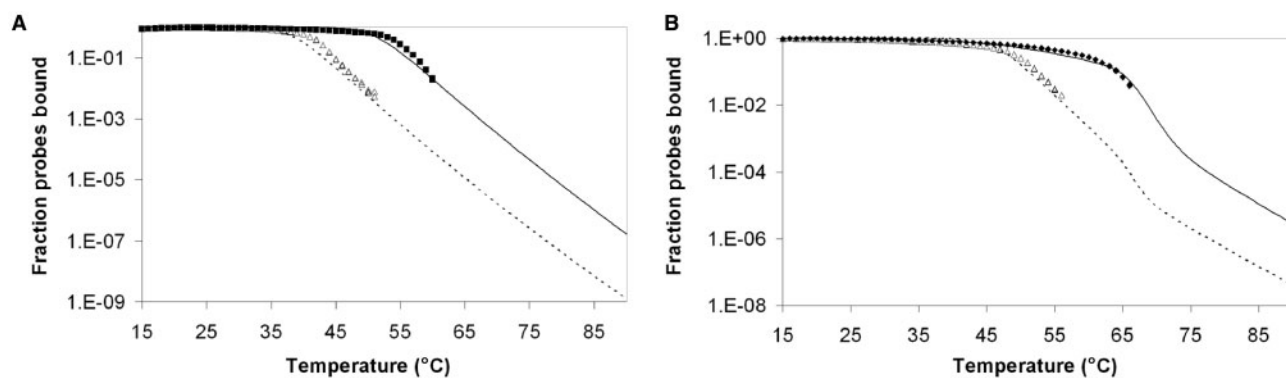 A
Fraction probes bound
1.E-01
1.E-03
1.E-05
1.E-07
1.E-09
15 25 35 45 55 65 75 85
Temperature (°C)
B
Fraction probes bound
1.E+00
1.E-02
1.E-04
1.E-06
1.E-08
15 25 35 45 55 65 75 85
Temperature (°C)